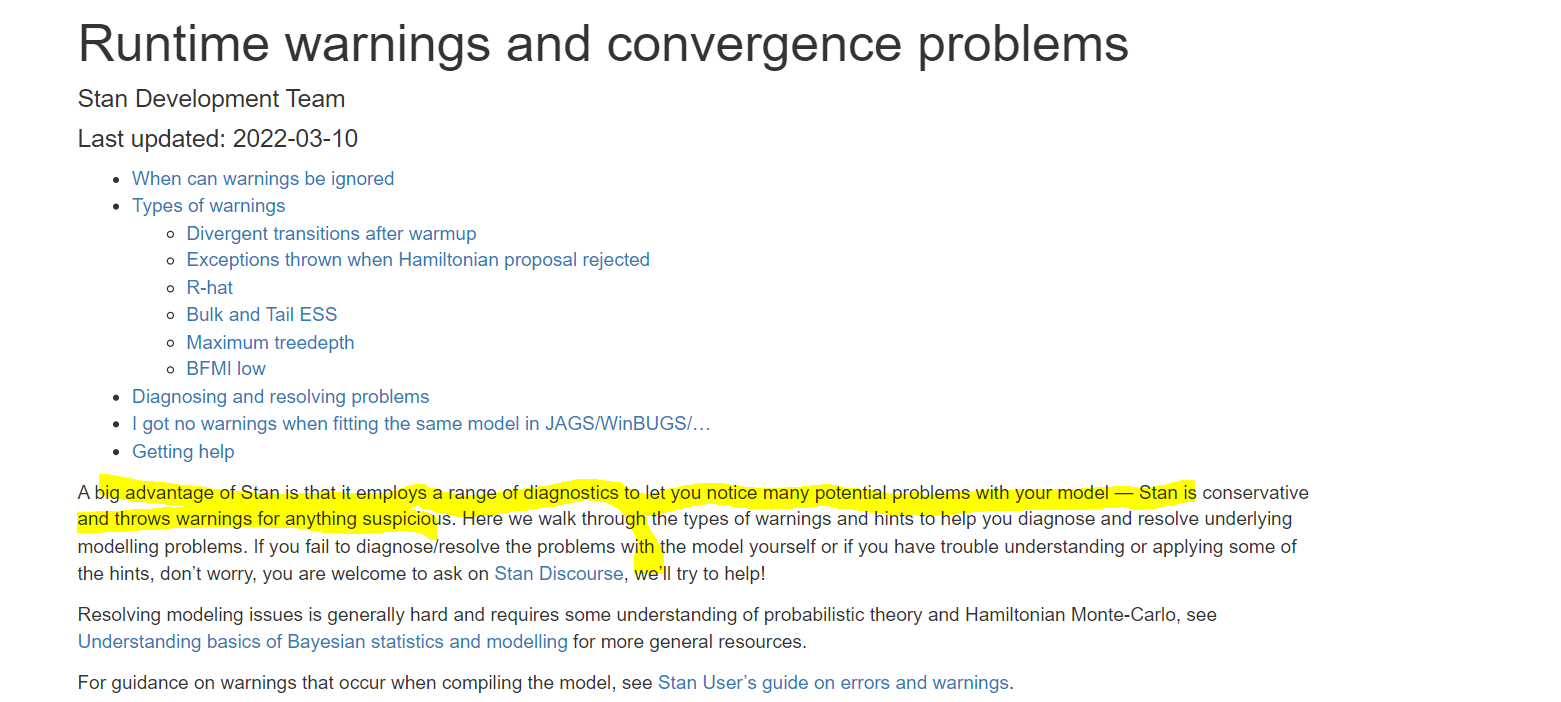 Runtime warnings and convergence problems
Stan Development Team
Last updated: 2022-03-10
When can warnings be ignored
Types of warnings
Divergent transitions after warmup
Exceptions thrown when Hamiltonian proposal rejected
R-hat
Bulk and Tail ESS
Maximum treedepth
BFMI low
Diagnosing and resolving problems
I got no warnings when fitting the same model in JAGS/WinBUGS/…
Getting help
A big advantage of Stan is that it employs a range of diagnostics to let you notice many potential problems with your model — Stan is conservative
and throws warnings for anything suspicious. Here we walk through the types of warnings and hints to help you diagnose and resolve underlying
modelling problems. If you fail to diagnose/resolve the problems with the model yourself or if you have trouble understanding or applying some of
the hints, don’t worry, you are welcome to ask on Stan Discourse, we’ll try to help!
Resolving modeling issues is generally hard and requires some understanding of probabilistic theory and Hamiltonian Monte-Carlo, see
Understanding basics of Bayesian statistics and modelling for more general resources.
For guidance on warnings that occur when compiling the model, see Stan User’s guide on errors and warnings.